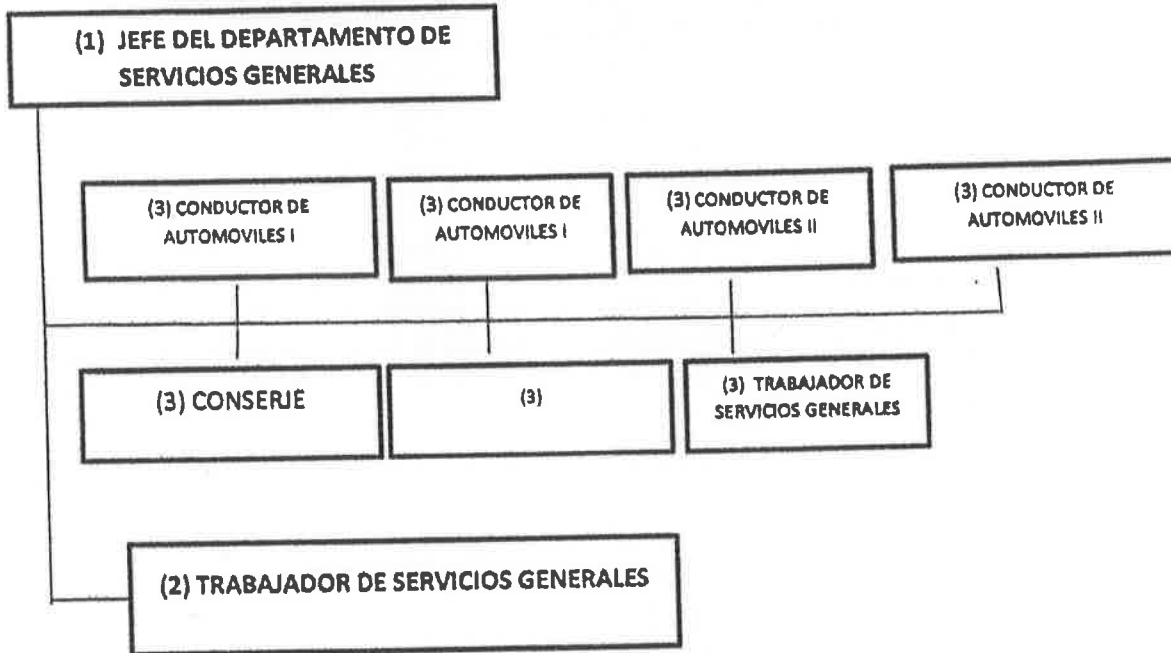 (1) JEFE DEL DEPARTAMENTO DE
SERVICIOS GENERALES
(3) CONDUCTOR DE
AUTOMOVILES I
(3) CONDUCTOR DE
AUTOMOVILES I
(3) CONDUCTOR DE
AUTOMOVILES II
(3) CONDUCTOR DE
AUTOMOVILES II
(3) CONSERJE
(3)
(3) TRABAJADOR DE
SERVICIOS GENERALES
(2) TRABAJADOR DE SERVICIOS GENERALES